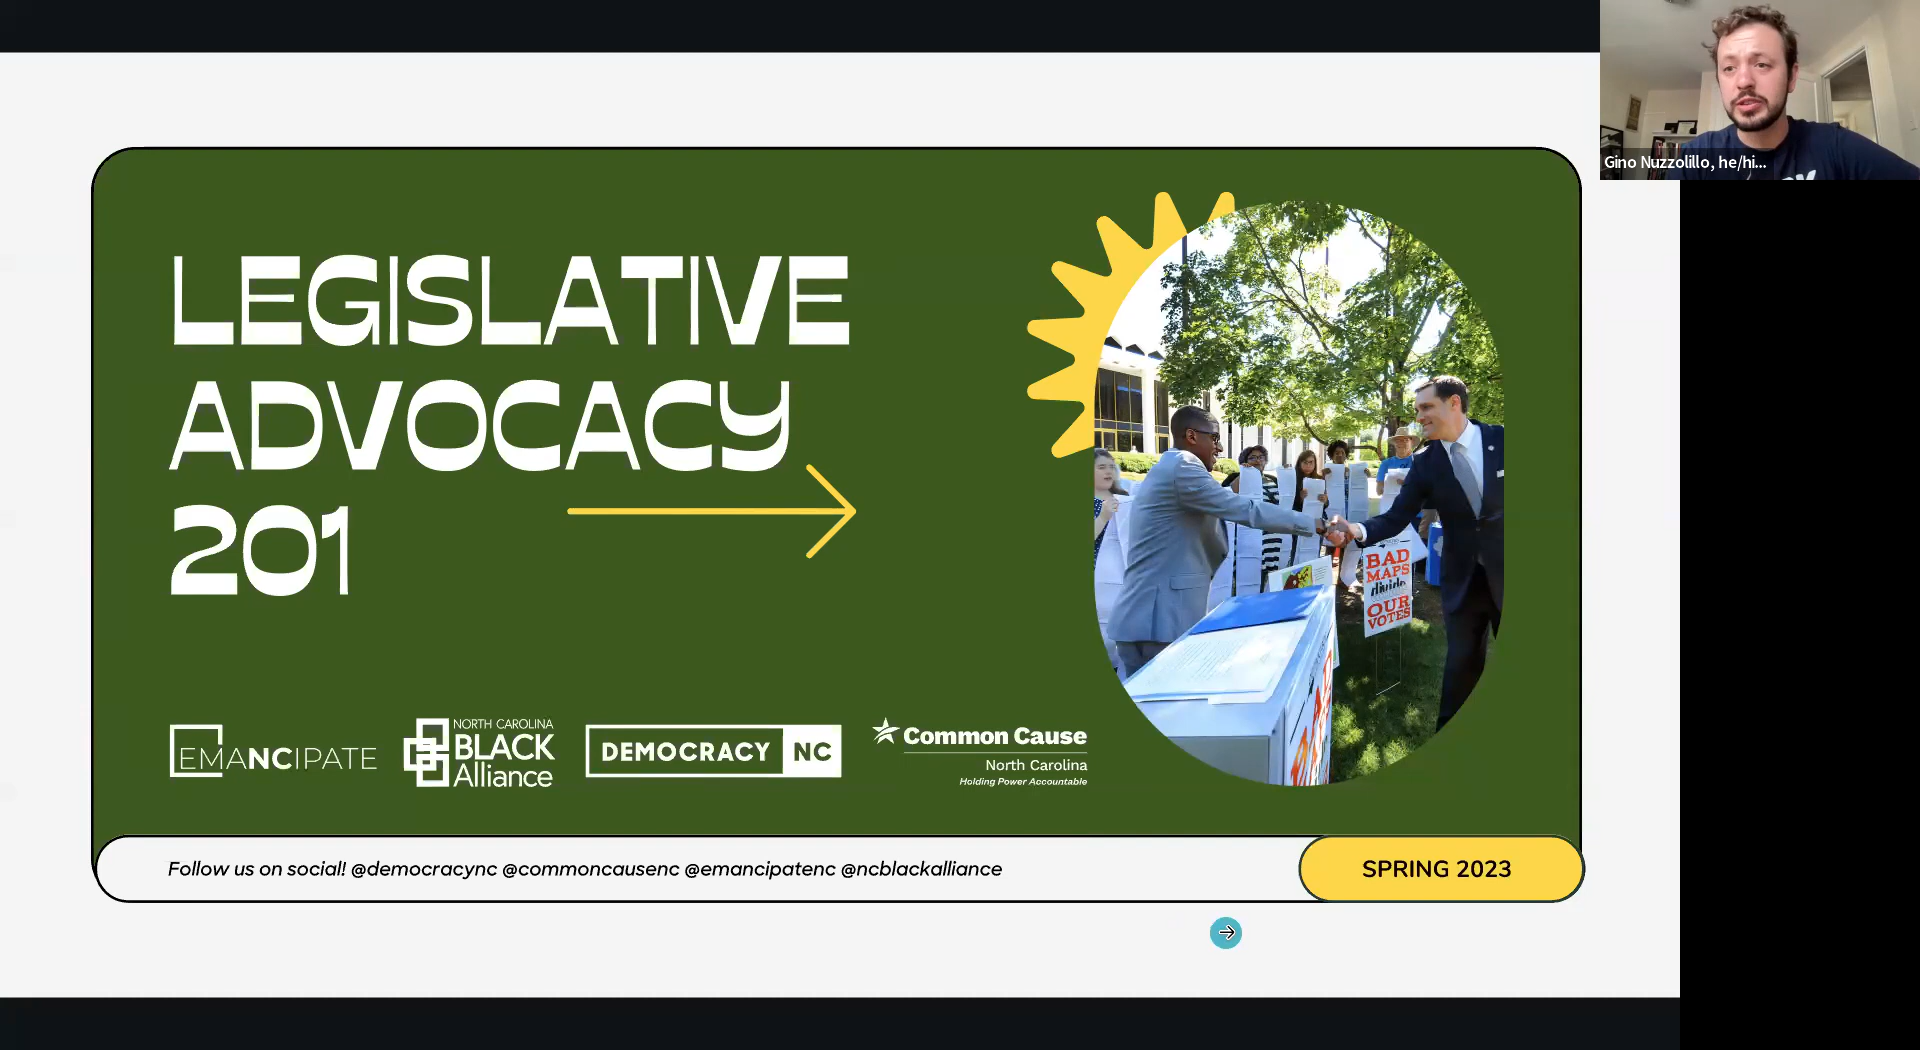 Gino Nuzzolillo, he/hi...
LEGISLATIVE
ADVOCACY
201
BAD
MAPS
divide
OUR
VOTES
EMANCIPATE
NORTH CAROLINA
BLACK
Alliance
DEMOCRACY NC
Common Cause
North Carolina
Holding Power Accountable
Follow us on social! @democracync @commoncausenc @emancipatenc @ncblackalliance
SPRING 2023